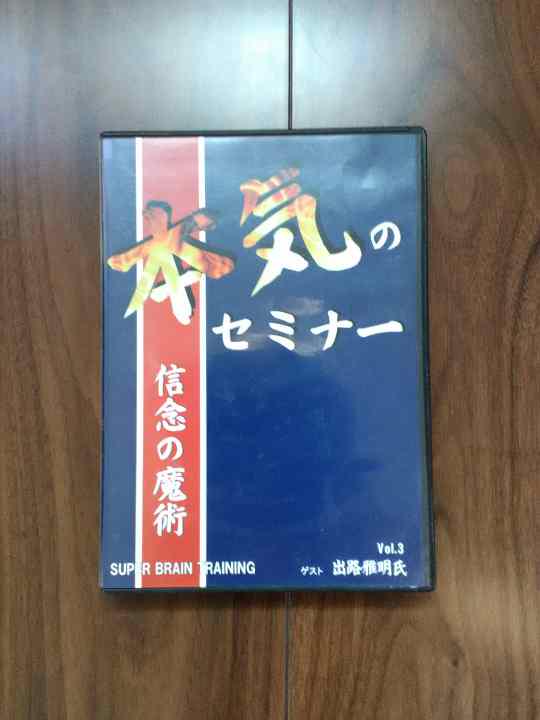 本気の
セミナー
信念の魔術
Vol.3
SUPER BRAIN TRAINING
ゲスト 出路雅明氏